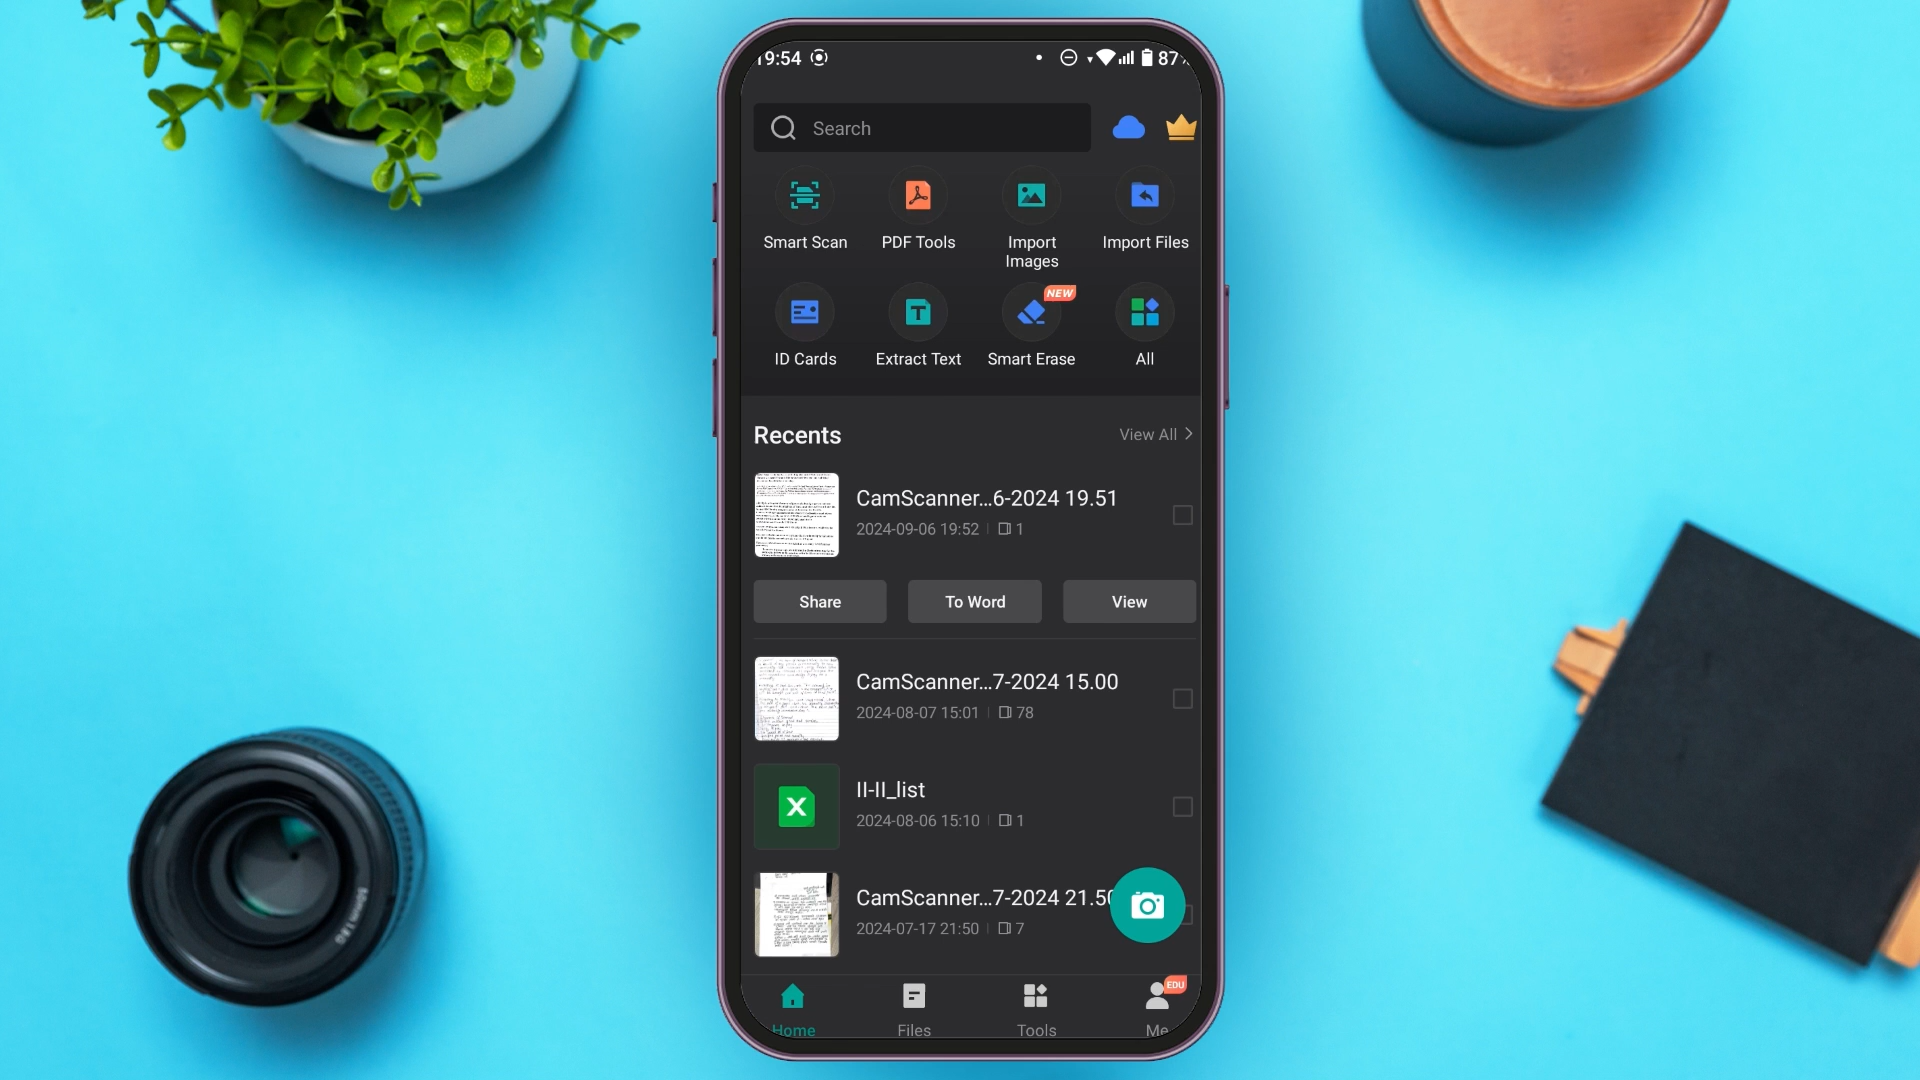 19:54
87
Search
Smart Scan
PDF Tools
Import Images
Import Files
ID Cards
Extract Text
NEW
Smart Erase
All
Recents
View All
CamScanner...6-2024 19.51
2024-09-06 19:52
1
Share
To Word
View
CamScanner...7-2024 15.00
2024-08-07 15:01
78
II-II_list
2024-08-06 15:10
1
CamScanner...7-2024 21.50
2024-07-17 21:50
7
Home
Files
Tools
EDU
Me